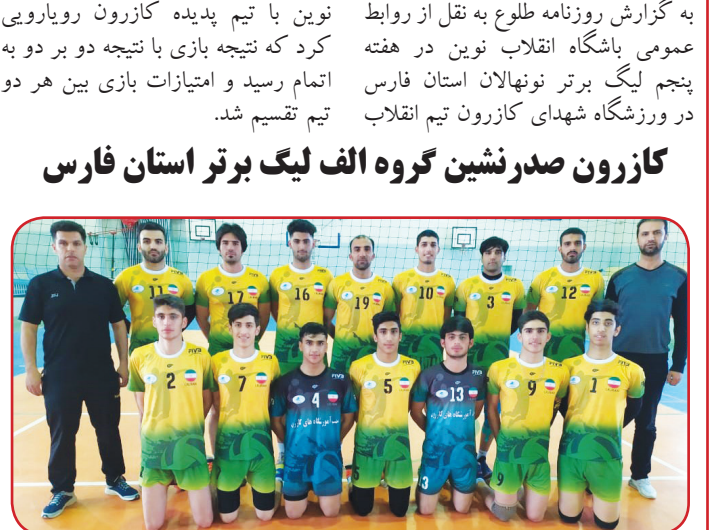 به گزارش روزنامه طلوع به نقل از روابط
عمومی باشگاه انقلاب نوین در هفته
پنجم لیگ برتر نونهالان استان فارس
در ورزشگاه شهدای کازرون تیم انقلاب
نوین با تیم پدیده کازرون رویارویی
کرد که نتیجه بازی با نتیجه دو بر دو به
اتمام رسید و امتیازات بازی بین هر دو
تیم تقسیم شد.
کازرون صدرنشین گروه الف لیگ برتر استان فارس
11
17
16
19
10
3
12
2
7
4
5
13
9
1